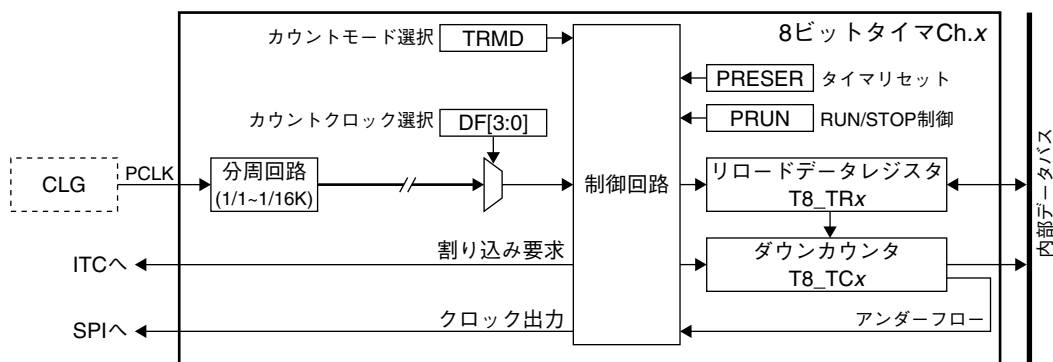 8ビットタイマCh.x
カウントモード選択 TRMD
PRESER タイマリセット
カウントクロック選択 DF[3:0]
PRUN RUN/STOP制御
CLG
PCLK
分周回路
(1/1~1/16K)
制御回路
リロードデータレジスタ
T8_TRx
内部データバス
割り込み要求
ITCへ
ダウンカウンタ
T8_TCx
クロック出力
SPIへ
アンダーフロー